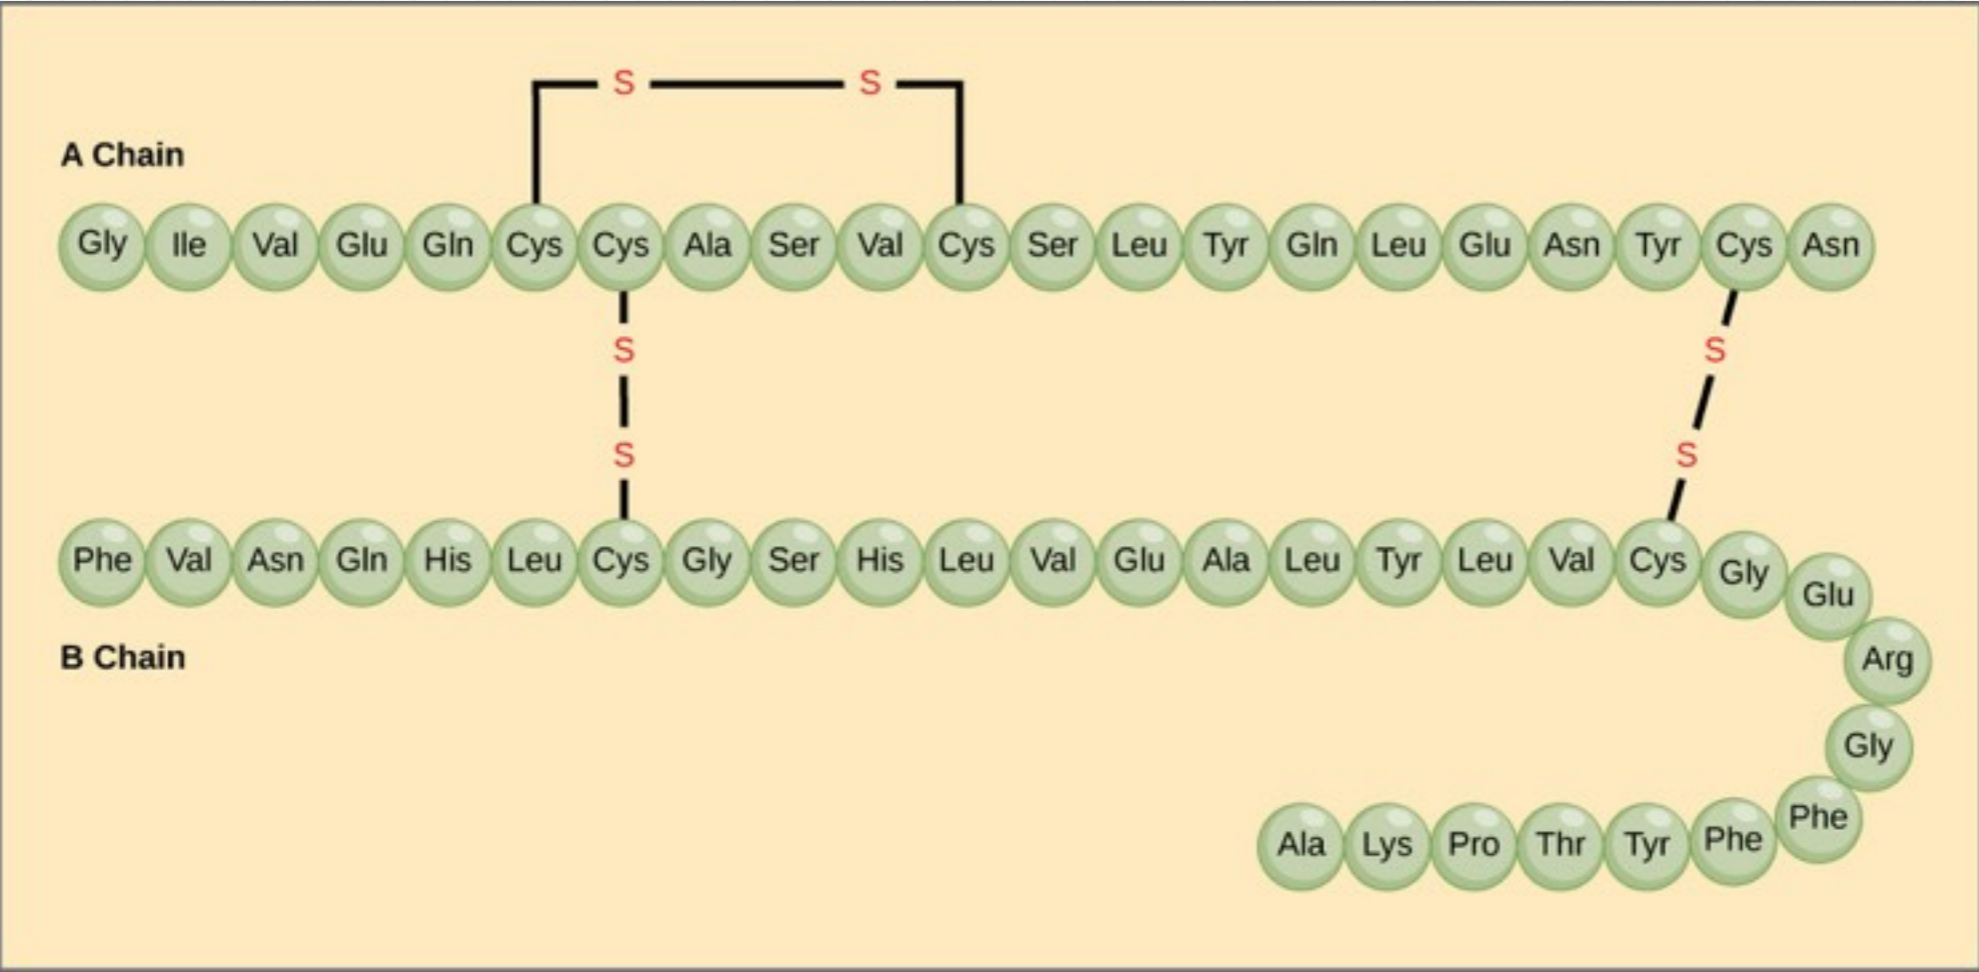 S S
A Chain
Gly Ile Val Glu Gln Cys Cys Ala Ser Val Cys Ser Leu Tyr Gln Leu Glu Asn Tyr Cys Asn
S S
S S
Phe Val Asn Gln His Leu Cys Gly Ser His Leu Val Glu Ala Leu Tyr Leu Val Cys Gly Glu
B Chain
Arg
Gly
Phe
Ala Lys Pro Thr Tyr Phe